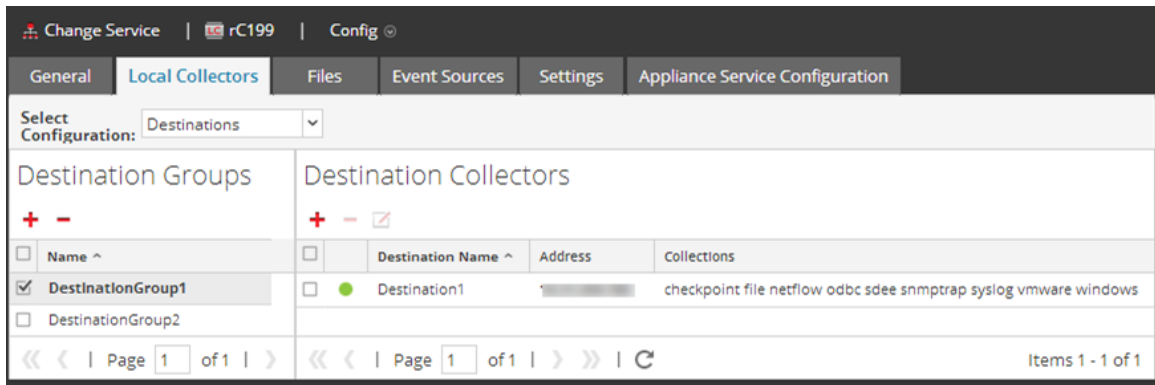 Change Service | LC rC199 | Config
General Local Collectors Files Event Sources Settings Appliance Service Configuration
Select
Configuration: Destinations
Destination Groups
Name
DestinationGroup1
DestinationGroup2
Page 1 of 1
Destination Collectors
Destination Name Address Collections
Destination1 checkpoint file netflow odbc sdee snmptrap syslog vmware windows
Page 1 of 1 Items 1 - 1 of 1